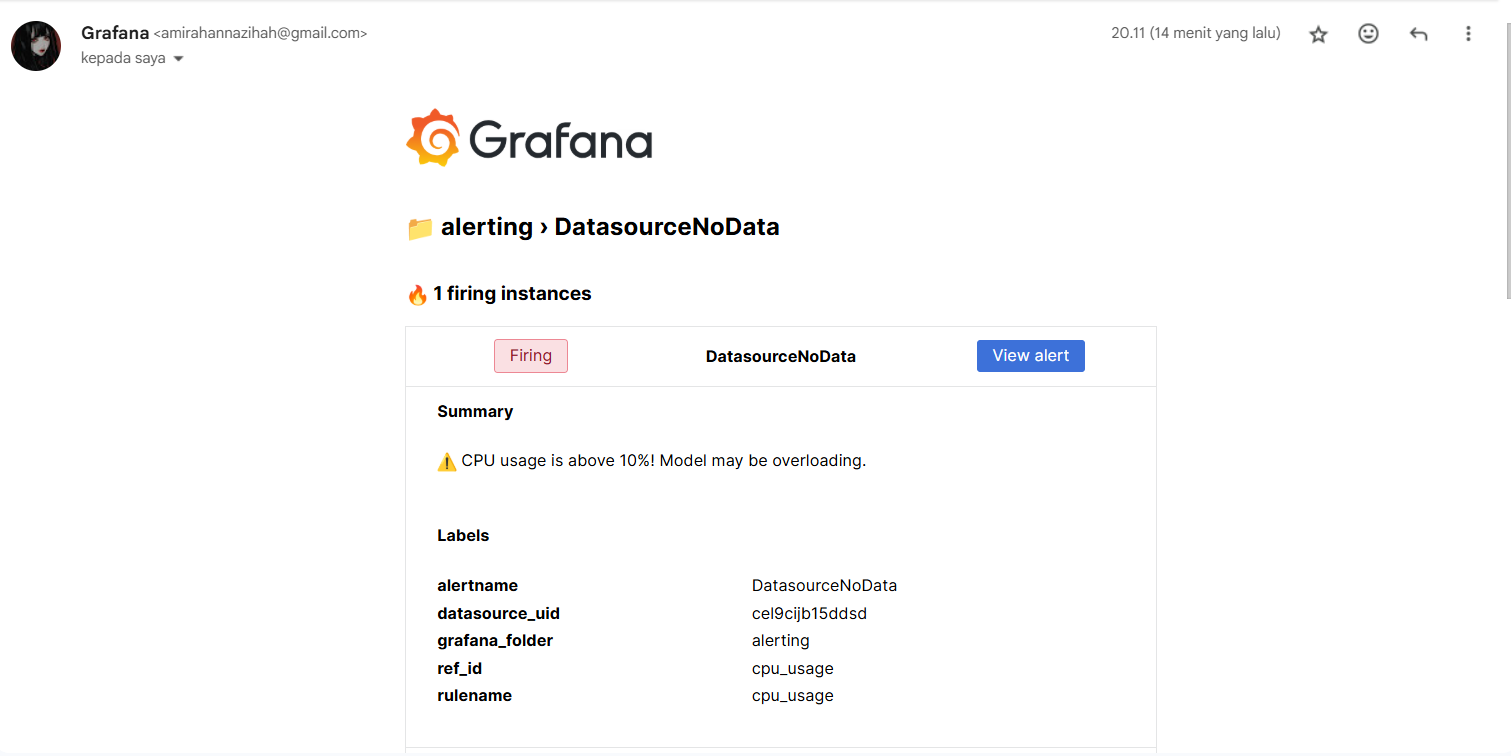 Grafana <amirahannazihah@gmail.com>
20.11 (14 menit yang lalu)
kepada saya
Grafana
alerting › DatasourceNoData
1 firing instances
Firing
DatasourceNoData
View alert
Summary
⚠️ CPU usage is above 10%! Model may be overloading.
Labels
alertname DatasourceNoData
datasource_uid cel9cijb15ddsd
grafana_folder alerting
ref_id cpu_usage
rulename cpu_usage